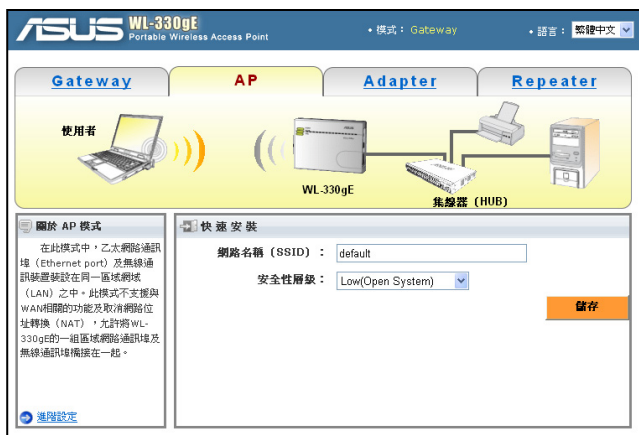 ASUS WL-330gE
Portable Wireless Access Point
• 模式： Gateway
• 語言： 繁體中文
Gateway
AP
Adapter
Repeater
使用者
WL-330gE
集線器 (HUB)
關於 AP 模式
在此模式中，乙太網路通訊
埠（Ethernet port）及無線通
訊裝置裝設在同一區域網域
（LAN）之中。此模式不支援與
WAN相關的功能及取消網路位
址轉換（NAT），允許將WL-
330gE的一組區域網路通訊埠及
無線通訊埠橋接在一起。
進階設定
快速安裝
網路名稱（SSID）： default
安全性層級： Low(Open System)
儲存